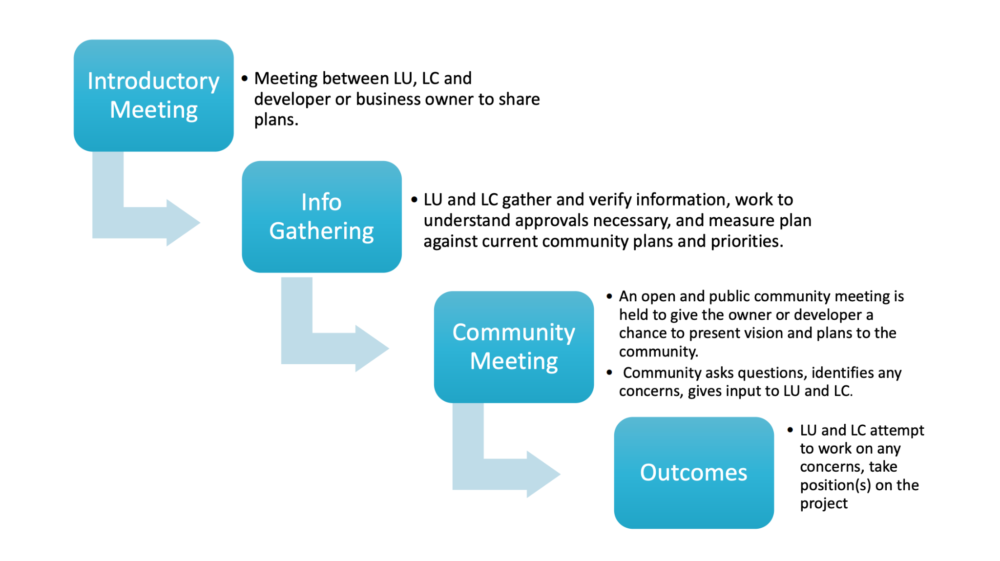 Introductory
Meeting
• Meeting between LU, LC and
developer or business owner to share
plans.
Info
Gathering
• LU and LC gather and verify information, work to
understand approvals necessary, and measure plan
against current community plans and priorities.
Community
Meeting
• An open and public community meeting is
held to give the owner or developer a
chance to present vision and plans to the
community.
• Community asks questions, identifies any
concerns, gives input to LU and LC.
Outcomes
• LU and LC attempt
to work on any
concerns, take
position(s) on the
project